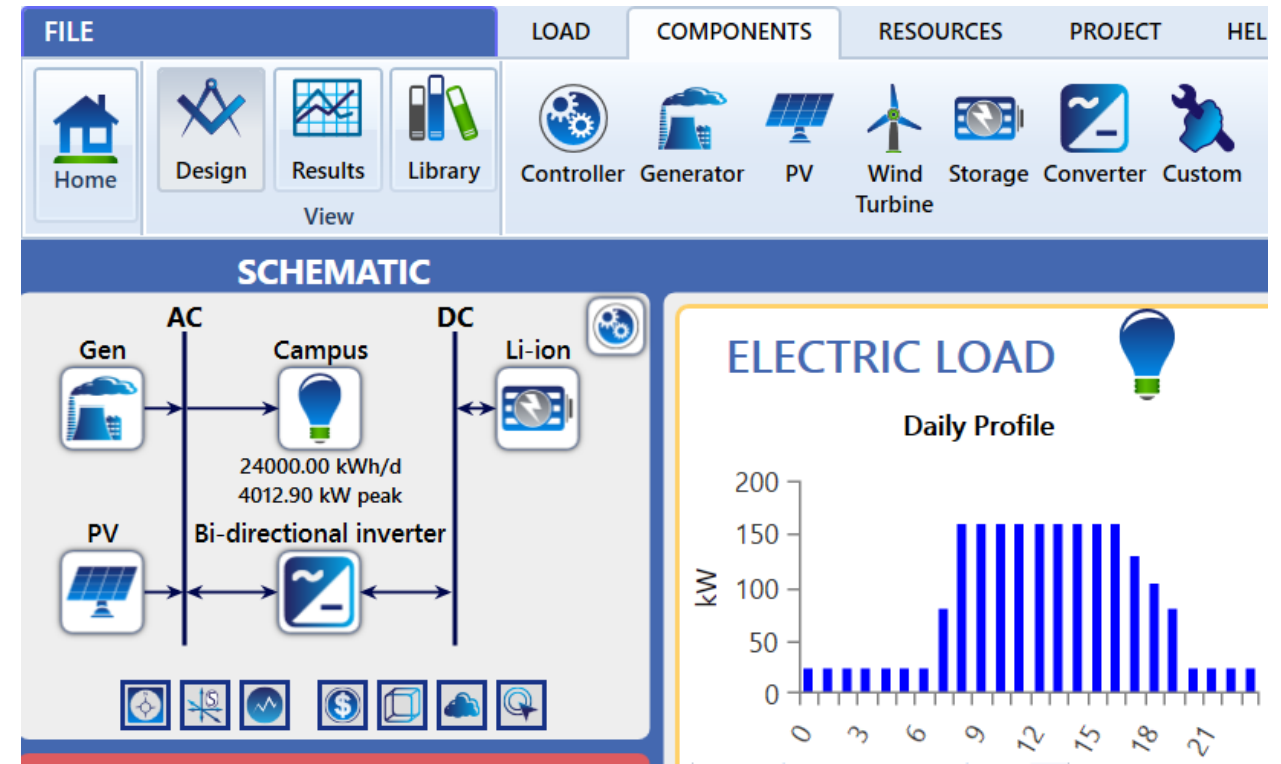 FILE
LOAD
COMPONENTS
RESOURCES
PROJECT
HEL
Home
Design
Results
Library
View
Controller
Generator
PV
Wind
Turbine
Storage
Converter
Custom
SCHEMATIC
AC
DC
Gen
Campus
Li-ion
24000.00 kWh/d
4012.90 kW peak
PV
Bi-directional inverter
ELECTRIC LOAD
Daily Profile
kW
200
150
100
50
0
0
3
6
9
12
15
18
21